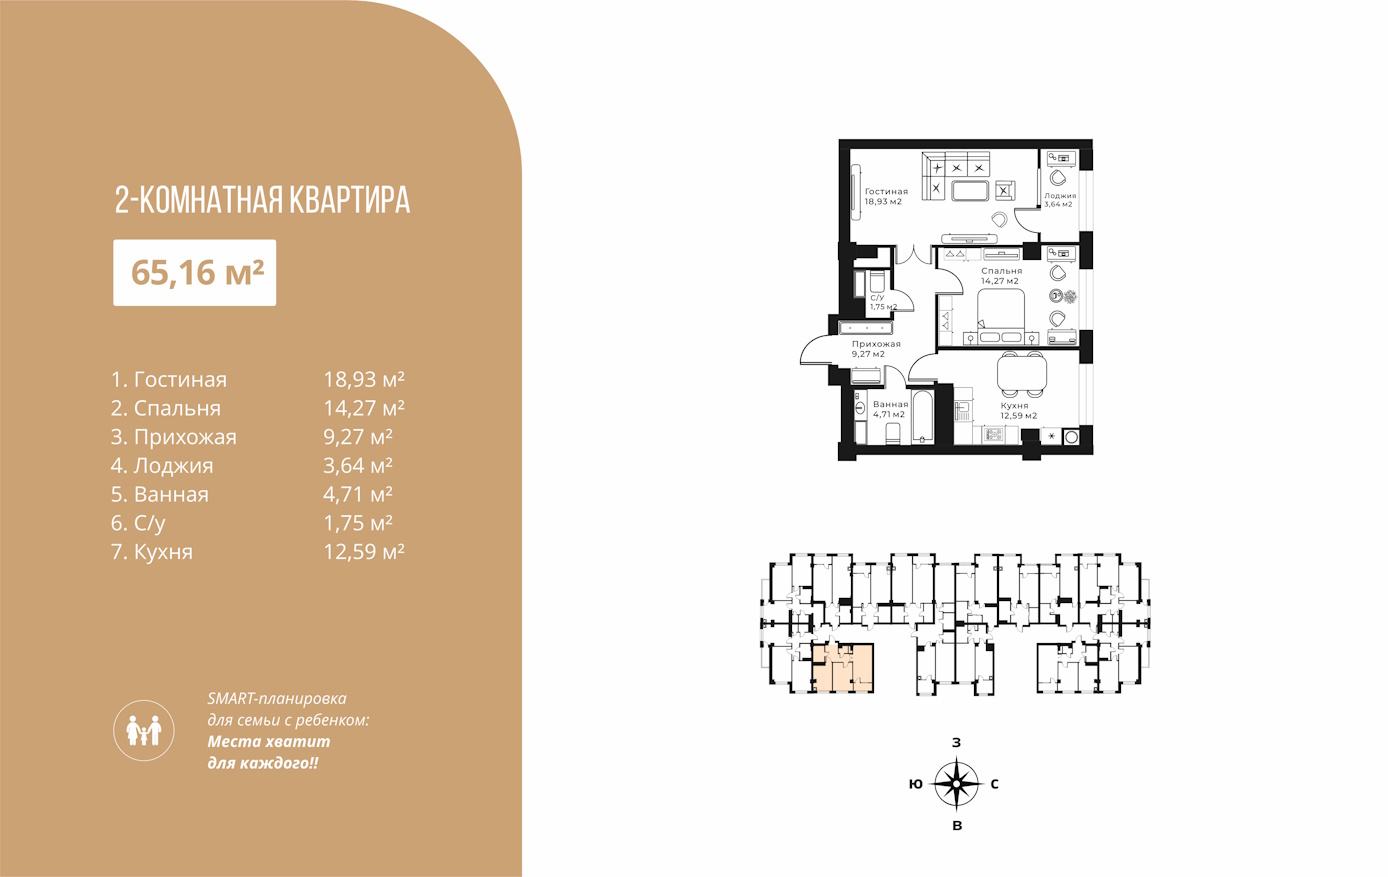 2-КОМНАТНАЯ КВАРТИРА
65,16 м²
1. Гостиная 18,93 м²
2. Спальня 14,27 м²
3. Прихожая 9,27 м²
4. Лоджия 3,64 м²
5. Ванная 4,71 м²
6. С/у 1,75 м²
7. Кухня 12,59 м²
SMART-планировка
для семьи с ребенком:
Места хватит
для каждого!!
Гостиная
18,93 м2
Лоджия
3,64 м2
Спальня
14,27 м2
С/У
1,75 м2
Прихожая
9,27 м2
Ванная
4,71 м2
Кухня
12,59 м2
З
Ю С
В